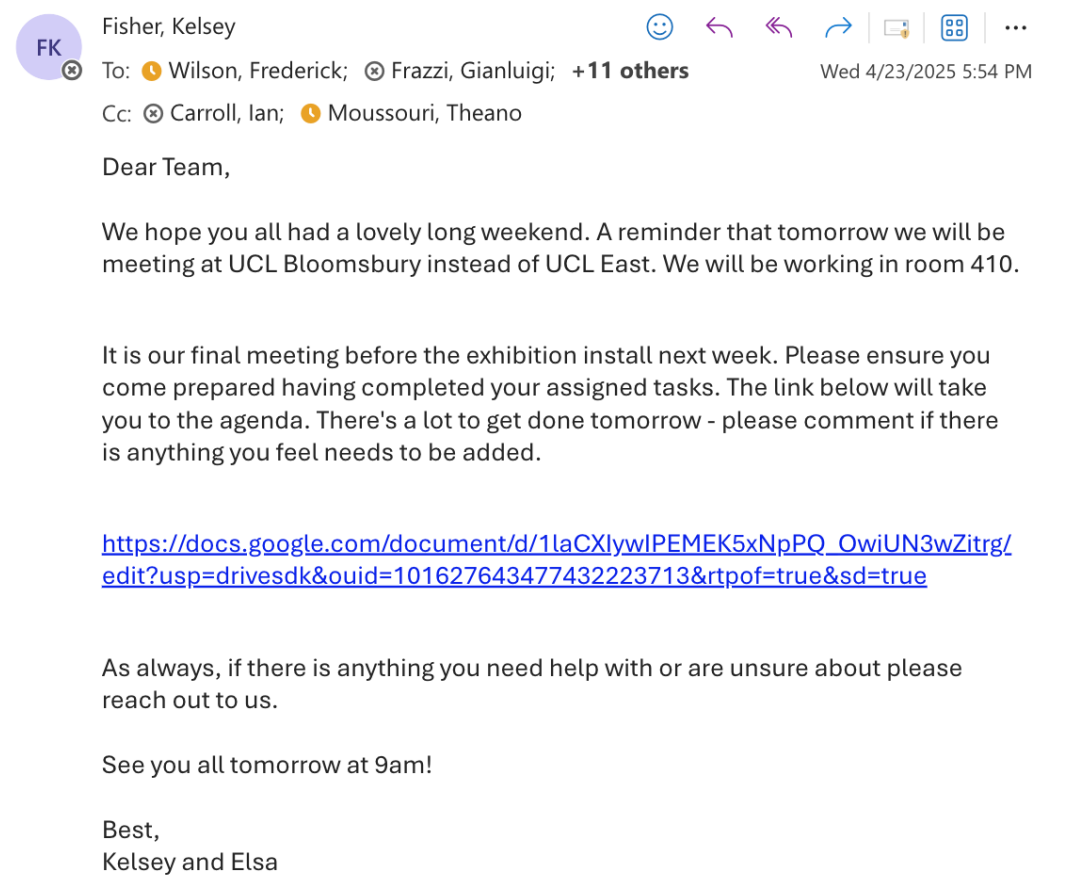 Fisher, Kelsey
FK
To: Wilson, Frederick; Frazzi, Gianluigi; +11 others
Wed 4/23/2025 5:54 PM
Cc: Carroll, Ian; Moussouri, Theano
Dear Team,
We hope you all had a lovely long weekend. A reminder that tomorrow we will be
meeting at UCL Bloomsbury instead of UCL East. We will be working in room 410.
It is our final meeting before the exhibition install next week. Please ensure you
come prepared having completed your assigned tasks. The link below will take
you to the agenda. There's a lot to get done tomorrow - please comment if there
is anything you feel needs to be added.
https://docs.google.com/document/d/1laCXIywIPEMEK5xNpPQ_OwiUN3wZitrg/
edit?usp=drivesdk&ouid=101627643477432223713&rtpof=true&sd=true
As always, if there is anything you need help with or are unsure about please
reach out to us.
See you all tomorrow at 9am!
Best,
Kelsey and Elsa